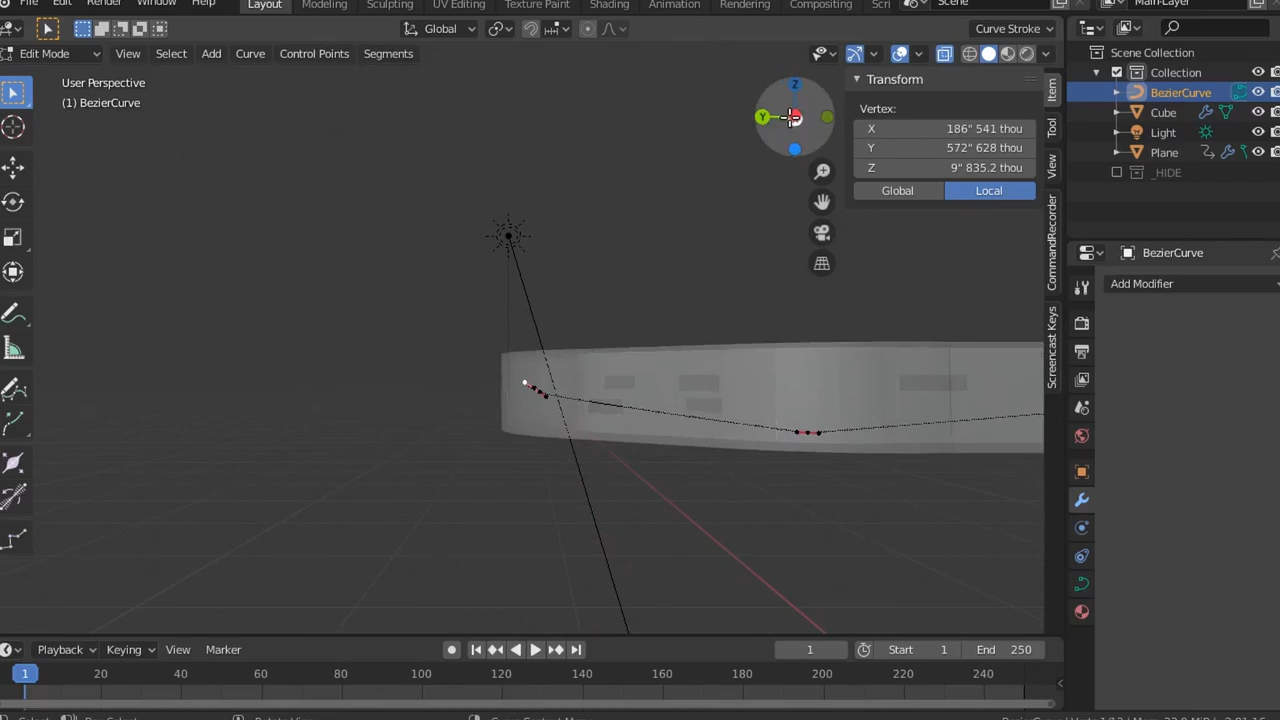 File Edit Render Window Help Layout Modeling Sculpting UV Editing Texture Paint Shading Animation Rendering Compositing Scene Main-Layer
Global Curve Stroke
Edit Mode View Select Add Curve Control Points Segments
User Perspective
(1) BezierCurve
Z
Y
Transform
Vertex:
X 186" 541 thou
Y 572" 628 thou
Z 9" 835.2 thou
Global Local
Item
Tool
View
CommandRecorder
Screencast Keys
Scene Collection
Collection
BezierCurve
Cube
Light
Plane
_HIDE
BezierCurve
Add Modifier
Playback Keying View Marker 1 Start 1 End 250
1 20 40 60 80 100 120 140 160 180 200 220 240